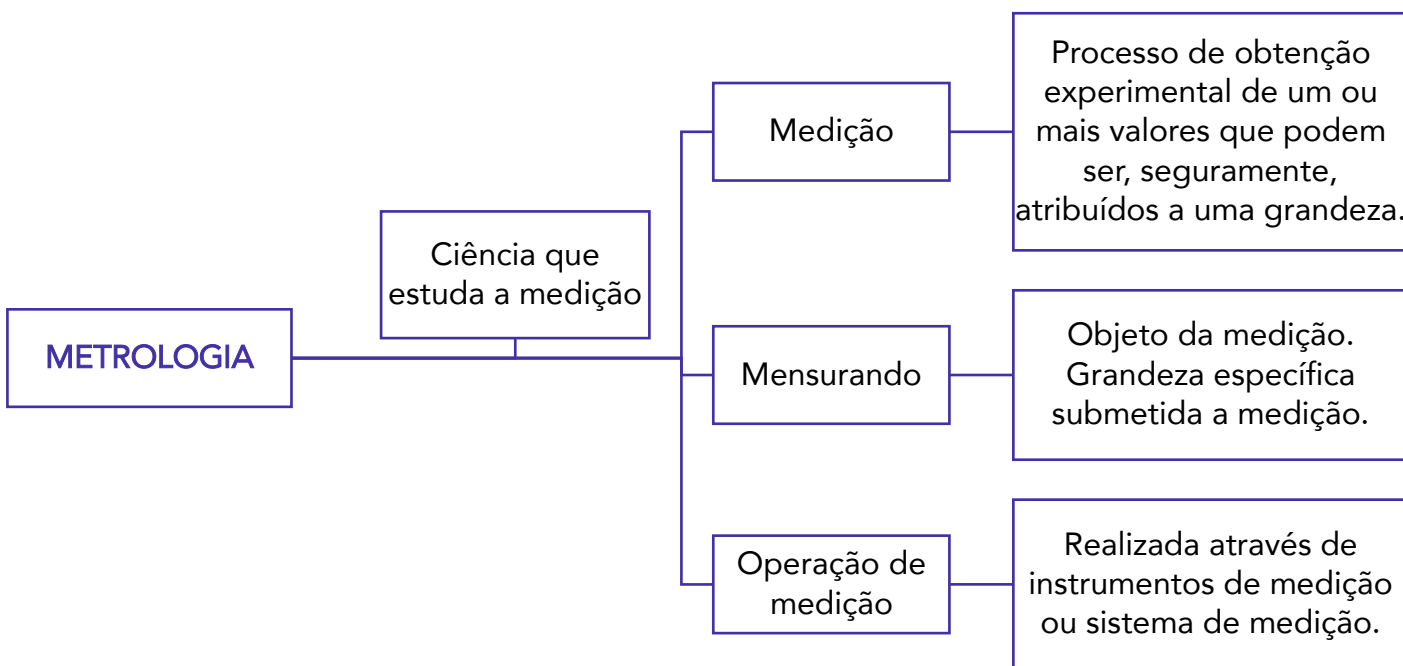 METROLOGIA
Ciência que
estuda a medição
Medição
Processo de obtenção
experimental de um ou
mais valores que podem
ser, seguramente,
atribuídos a uma grandeza.
Mensurando
Objeto da medição.
Grandeza específica
submetida a medição.
Operação de
medição
Realizada através de
instrumentos de medição
ou sistema de medição.